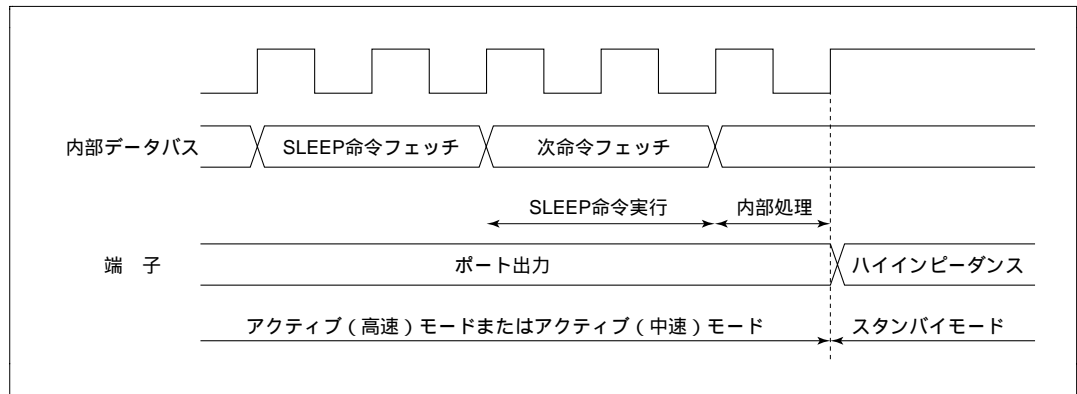 内部データバス SLEEP命令フェッチ 次命令フェッチ
SLEEP命令実行 内部処理
端　子 ポート出力 ハイインピーダンス
アクティブ（高速）モードまたはアクティブ（中速）モード スタンバイモード